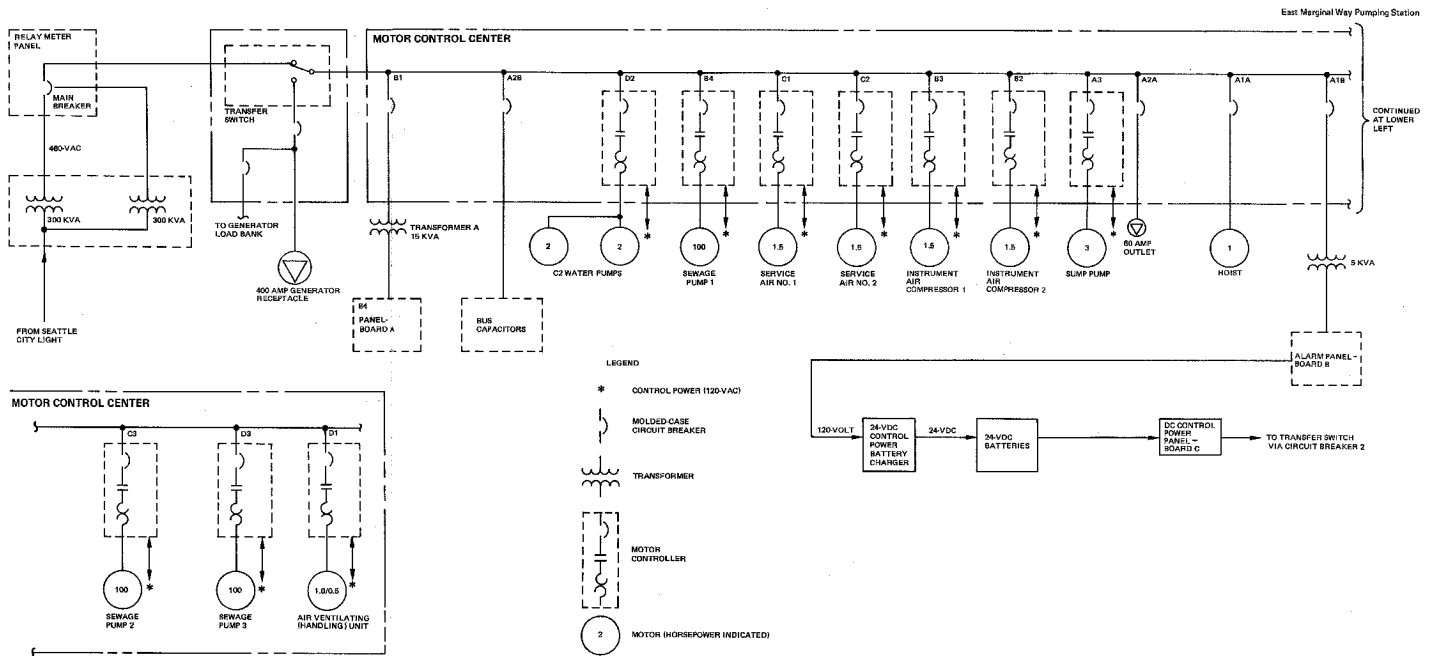 East Marginal Way Pumping Station
RELAY METER
PANEL
MAIN
BREAKER
460-VAC
300 KVA
300 KVA
FROM SEATTLE
CITY LIGHT
TRANSFER
SWITCH
TO GENERATOR
LOAD BANK
400 AMP GENERATOR
RECEPTACLE
MOTOR CONTROL CENTER
B1
A2B
D2
B4
C1
C2
B3
B2
A3
A2A
A1A
A1B
CONTINUED
AT LOWER
LEFT
TRANSFORMER A
15 KVA
B4
PANEL-
BOARD A
BUS
CAPACITORS
2
2
C2 WATER PUMPS
100
SEWAGE
PUMP 1
*
1.5
SERVICE
AIR NO. 1
*
1.5
SERVICE
AIR NO. 2
*
1.5
INSTRUMENT
AIR
COMPRESSOR 1
*
1.5
INSTRUMENT
AIR
COMPRESSOR 2
*
3
SUMP PUMP
*
*
60 AMP
OUTLET
1
HOIST
5 KVA
ALARM PANEL-
BOARD B
120-VOLT
24-VDC
CONTROL
POWER
BATTERY
CHARGER
24-VDC
24-VDC
BATTERIES
DC CONTROL
POWER
PANEL-
BOARD C
TO TRANSFER SWITCH
VIA CIRCUIT BREAKER 2
MOTOR CONTROL CENTER
C3
D3
D1
100
*
SEWAGE
PUMP 2
100
*
SEWAGE
PUMP 3
1.0/0.5
*
AIR VENTILATING
(HANDLING) UNIT
LEGEND
* CONTROL POWER (120-VAC)
MOLDED-CASE
CIRCUIT BREAKER
TRANSFORMER
MOTOR
CONTROLLER
2
MOTOR (HORSEPOWER INDICATED)